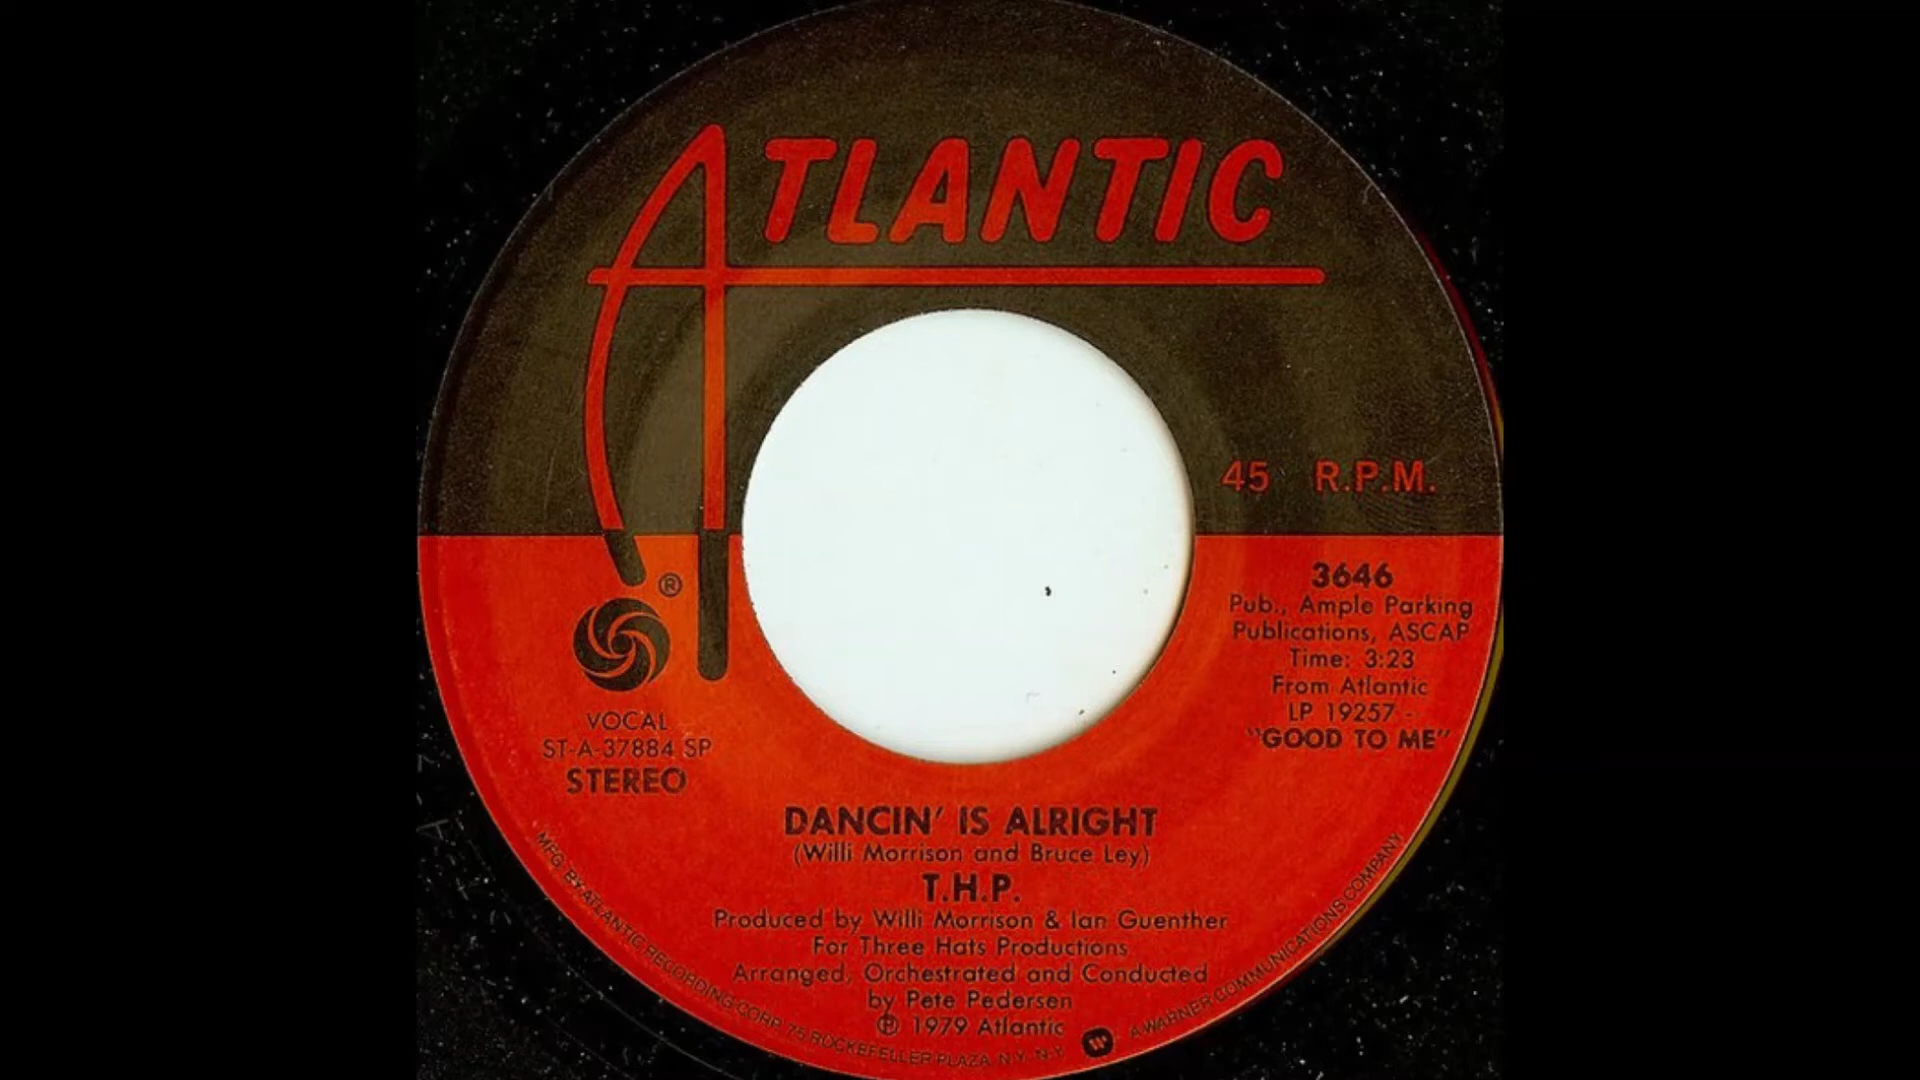 ATLANTIC
45 R.P.M.
®
3646
Pub., Ample Parking
Publications, ASCAP
Time: 3:23
From Atlantic
LP 19257 -
"GOOD TO ME"
VOCAL
ST-A-37884 SP
STEREO
DANCIN' IS ALRIGHT
(Willi Morrison and Bruce Ley)
T.H.P.
Produced by Willi Morrison & Ian Guenther
For Three Hats Productions
Arranged, Orchestrated and Conducted
by Pete Pedersen
℗ 1979 Atlantic
MFG. BY ATLANTIC RECORDING CORP. 75 ROCKEFELLER PLAZA, N.Y. N.Y. W A WARNER COMMUNICATIONS COMPANY